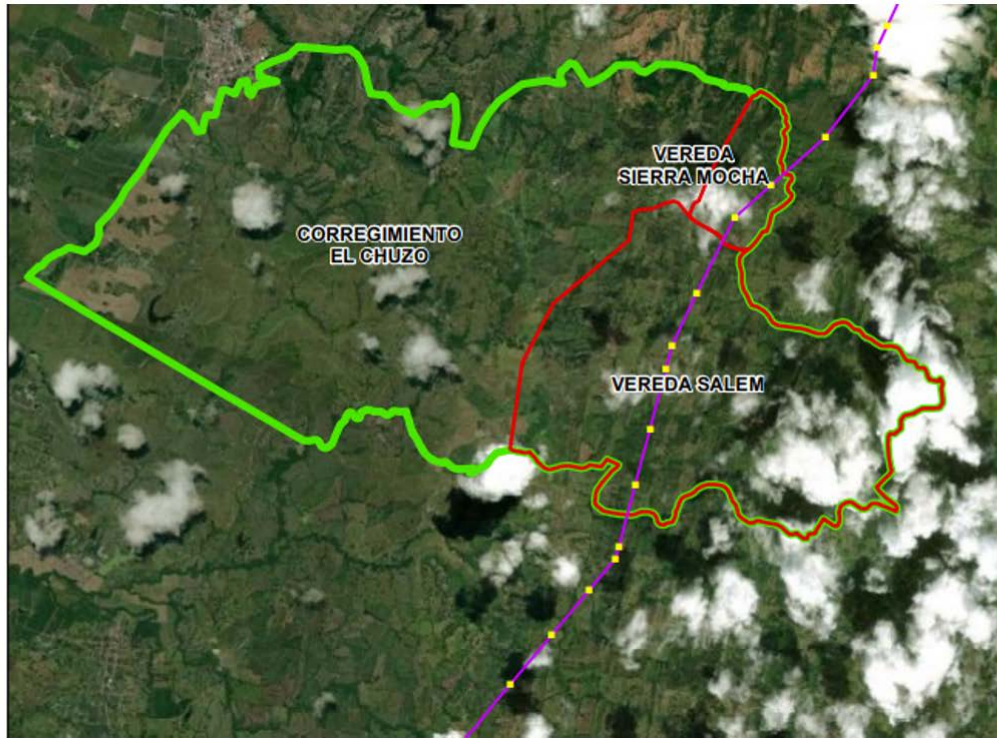 VEREDA
SIERRA MOCHA
CORREGIMIENTO
EL CHUZO
VEREDA SALEM